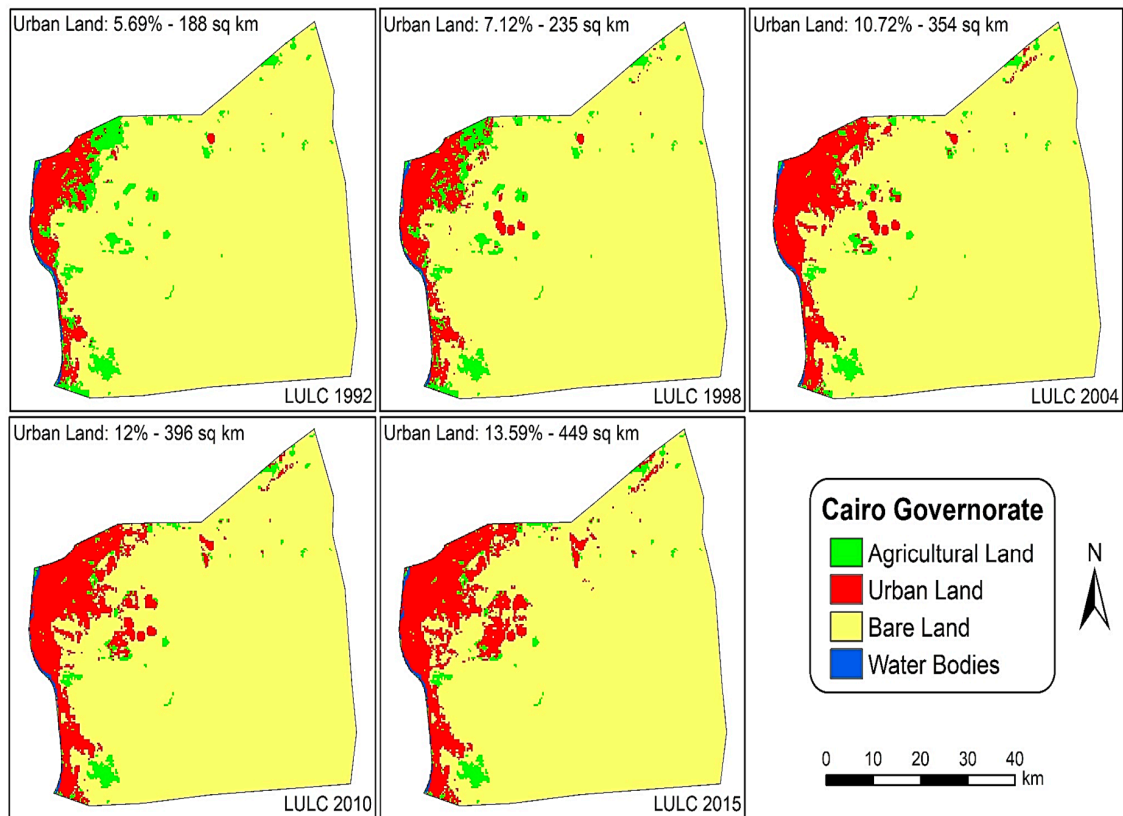 Urban Land: 5.69% - 188 sq km
LULC 1992
Urban Land: 7.12% - 235 sq km
LULC 1998
Urban Land: 10.72% - 354 sq km
LULC 2004
Urban Land: 12% - 396 sq km
LULC 2010
Urban Land: 13.59% - 449 sq km
LULC 2015
Cairo Governorate
Agricultural Land
Urban Land
Bare Land
Water Bodies
N
0 10 20 30 40
km